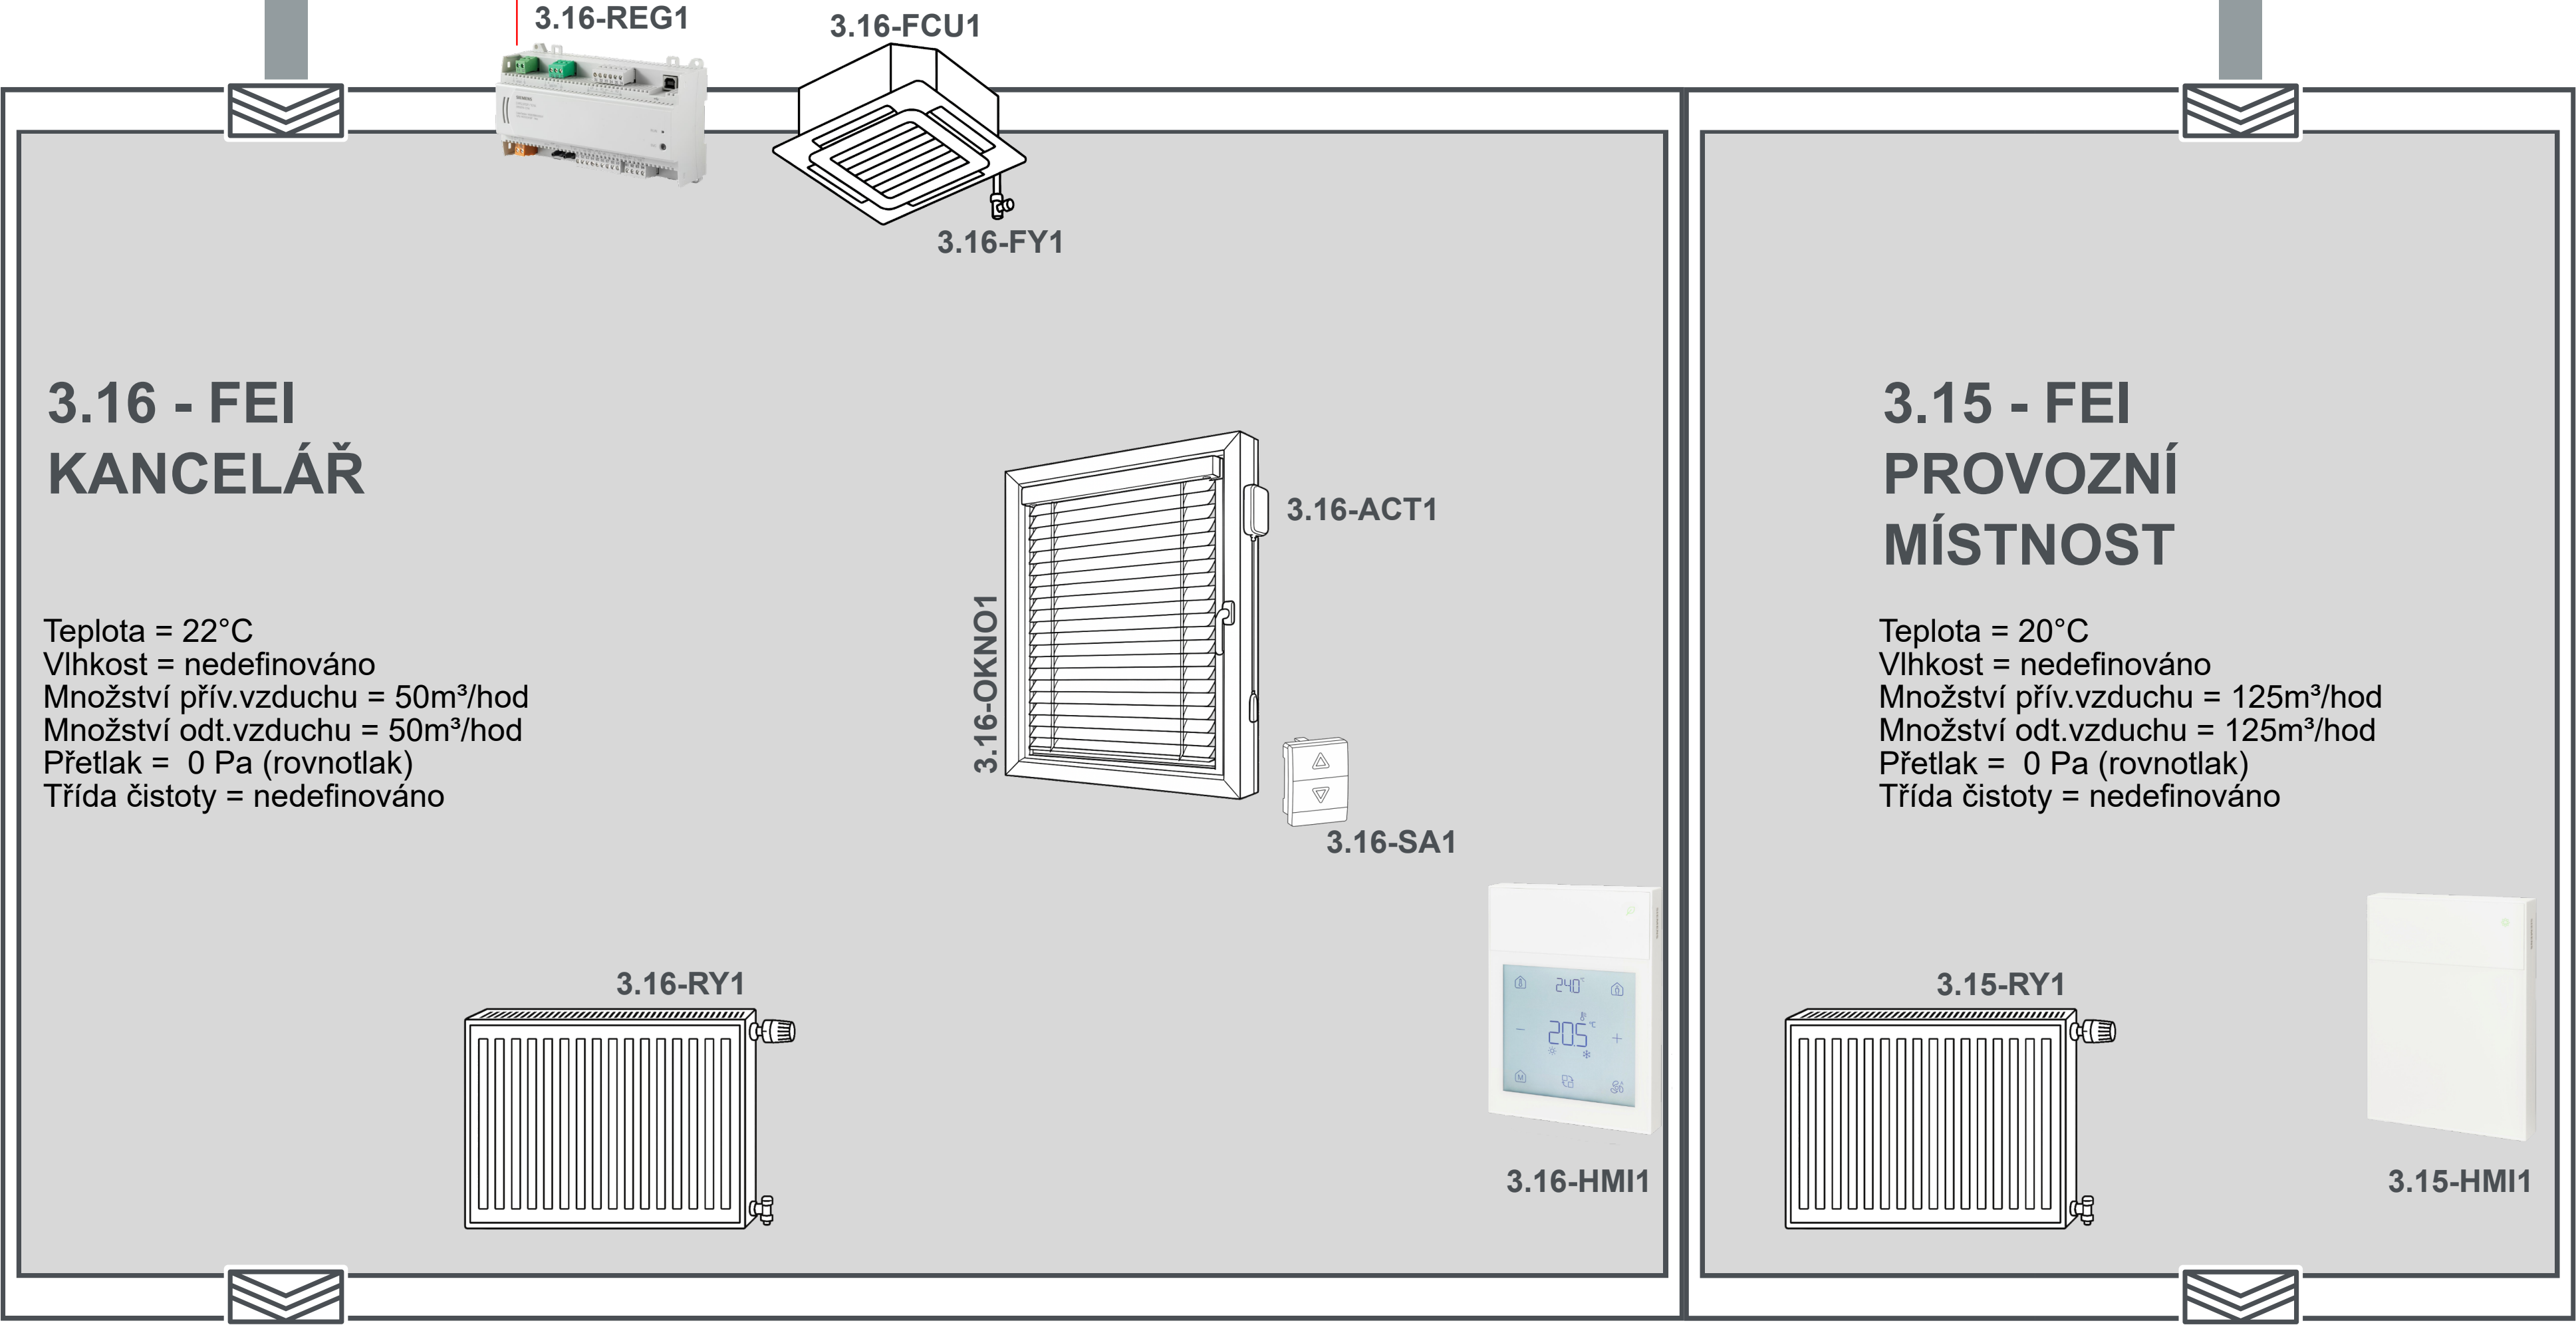 3.16-REG1
3.16-FCU1
3.16-FY1
3.16 - FEI
KANCELÁŘ
Teplota = 22°C
Vlhkost = nedefinováno
Množství přív.vzduchu = 50m³/hod
Množství odt.vzduchu = 50m³/hod
Přetlak = 0 Pa (rovnotlak)
Třída čistoty = nedefinováno
3.16-OKNO1
3.16-ACT1
3.16-SA1
3.16-RY1
24.0°
20.5 °C
M
3.16-HMI1
3.15 - FEI
PROVOZNÍ
MÍSTNOST
Teplota = 20°C
Vlhkost = nedefinováno
Množství přív.vzduchu = 125m³/hod
Množství odt.vzduchu = 125m³/hod
Přetlak = 0 Pa (rovnotlak)
Třída čistoty = nedefinováno
3.15-RY1
3.15-HMI1